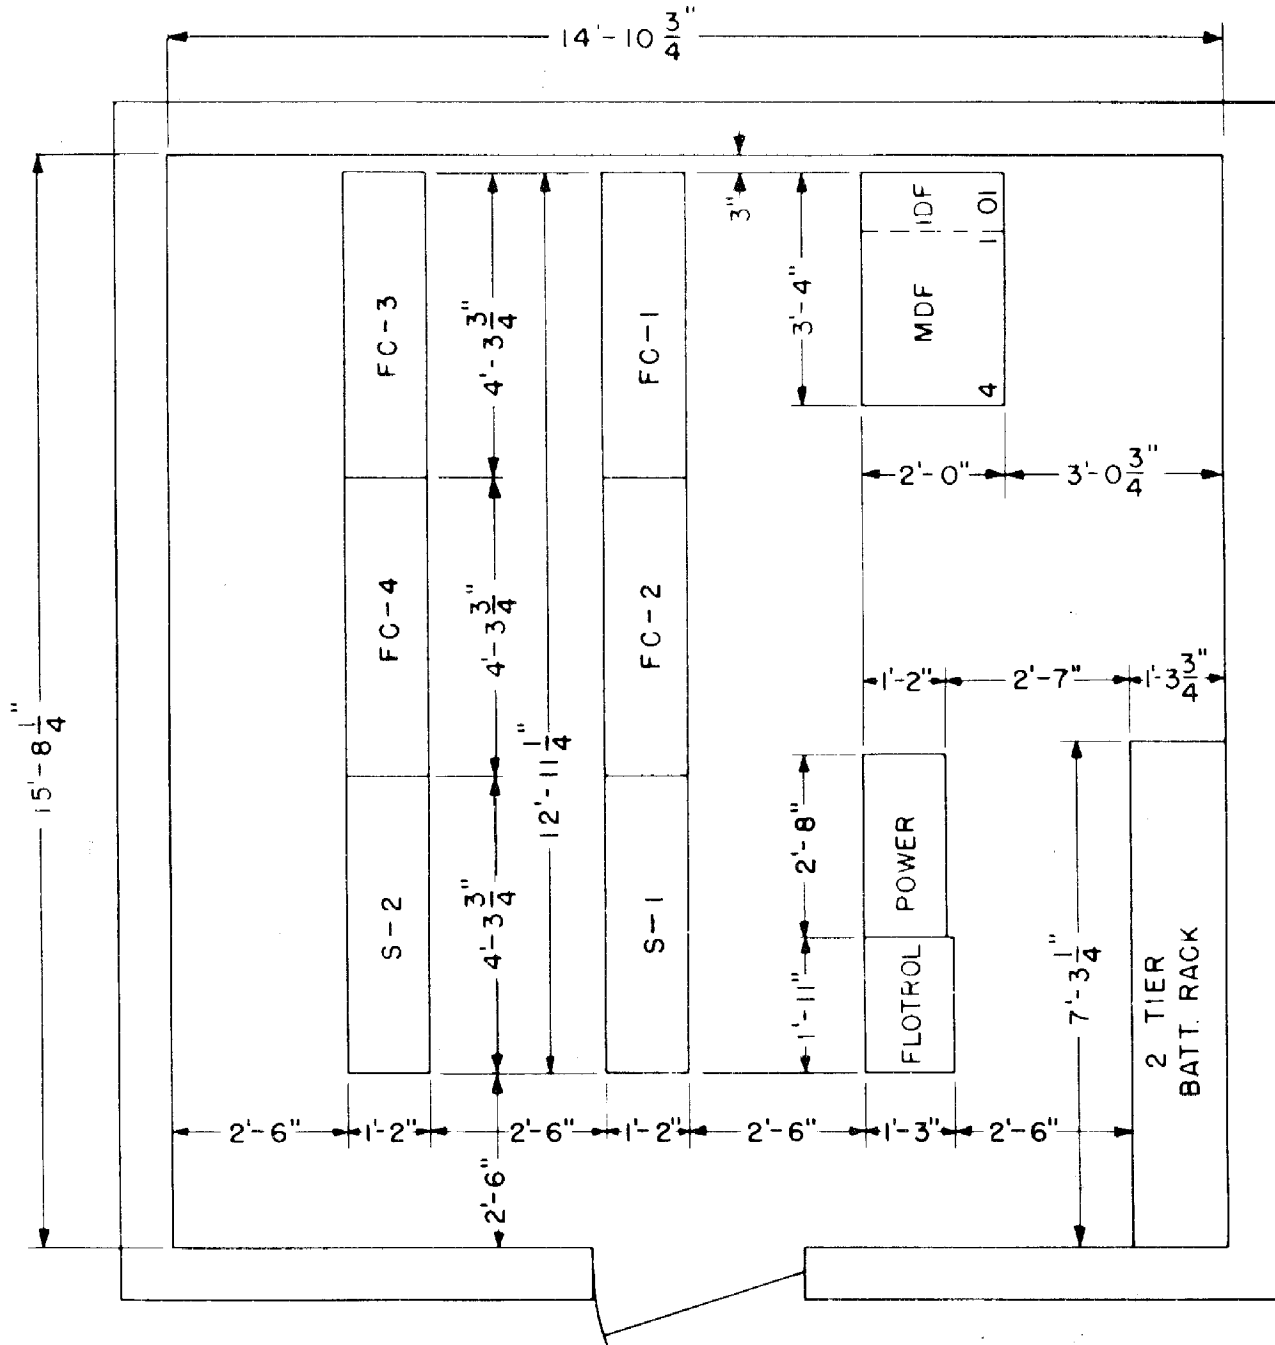 14'-10 3/4"
3"
IDF
1 01
MDF
4
3'-4"
FC-3
4'-3 3/4"
FC-1
2'-0"
3'-0 3/4"
FC-4
4'-3 3/4"
FC-2
1'-2"
2'-7"
1'-3 3/4"
15'-8 1/4"
12'-11 1/4"
2'-8"
POWER
S-2
4'-3 3/4"
S-1
1'-11"
FLOTROL
7'-3 1/4"
2 TIER
BATT. RACK
2'-6"
1'-2"
2'-6"
1'-2"
2'-6"
1'-3"
2'-6"
2'-6"